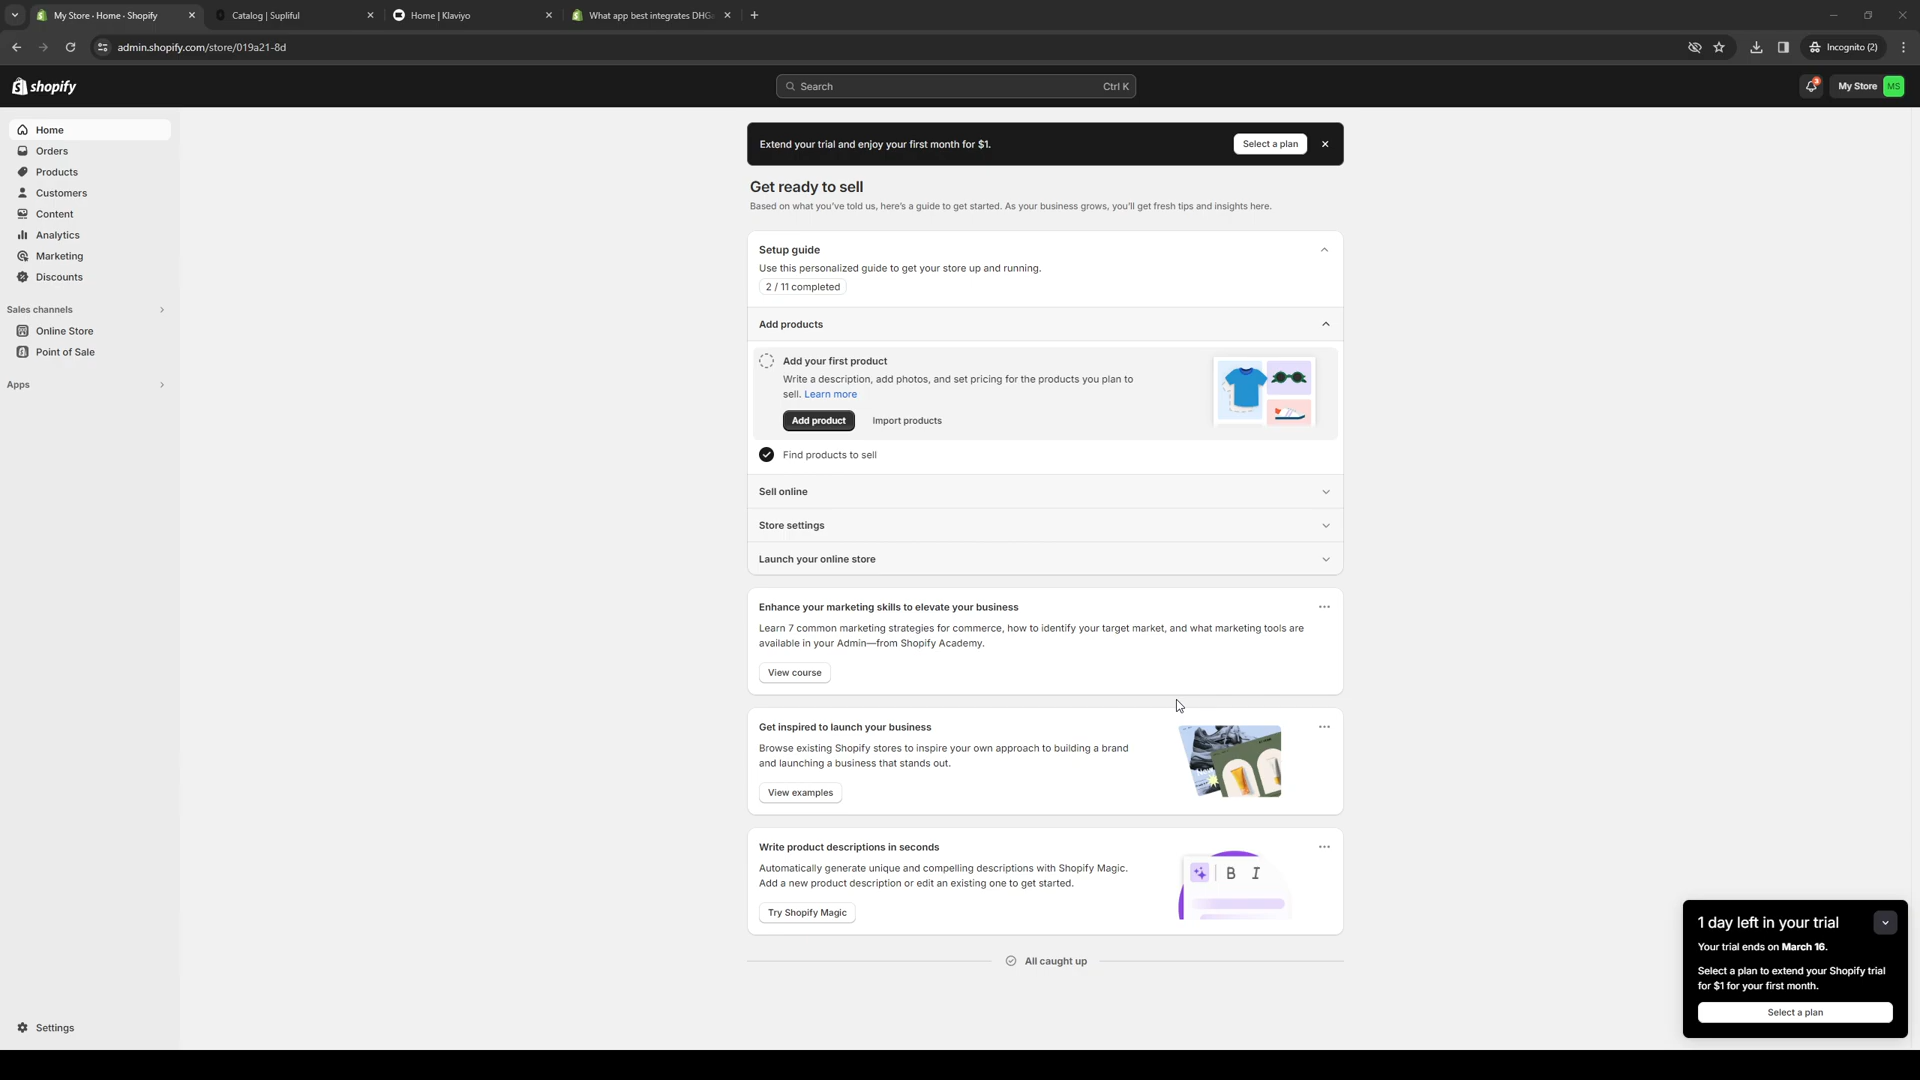 My Store · Home · Shopify
Catalog | Supliful
Home | Klaviyo
What app best integrates DHG
admin.shopify.com/store/019a21-8d
Incognito (2)
shopify
Search
Ctrl K
3
My Store
MS
Home
Orders
Products
Customers
Content
Analytics
Marketing
Discounts
Sales channels
Online Store
Point of Sale
Apps
Settings
Extend your trial and enjoy your first month for $1.
Select a plan
Get ready to sell
Based on what you've told us, here's a guide to get started. As your business grows, you'll get fresh tips and insights here.
Setup guide
Use this personalized guide to get your store up and running.
2 / 11 completed
Add products
Add your first product
Write a description, add photos, and set pricing for the products you plan to
sell. Learn more
Add product
Import products
Find products to sell
Sell online
Store settings
Launch your online store
Enhance your marketing skills to elevate your business
Learn 7 common marketing strategies for commerce, how to identify your target market, and what marketing tools are
available in your Admin—from Shopify Academy.
View course
Get inspired to launch your business
Browse existing Shopify stores to inspire your own approach to building a brand
and launching a business that stands out.
View examples
Write product descriptions in seconds
Automatically generate unique and compelling descriptions with Shopify Magic.
Add a new product description or edit an existing one to get started.
Try Shopify Magic
B I
All caught up
1 day left in your trial
Your trial ends on March 16.
Select a plan to extend your Shopify trial
for $1 for your first month.
Select a plan